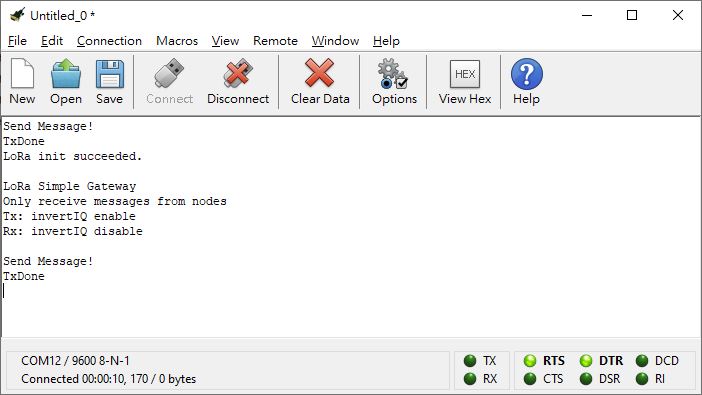 Untitled_0 *
File Edit Connection Macros View Remote Window Help
New Open Save Connect Disconnect Clear Data Options HEX View Hex Help
Send Message!
TxDone
LoRa init succeeded.
LoRa Simple Gateway
Only receive messages from nodes
Tx: invertIQ enable
Rx: invertIQ disable
Send Message!
TxDone
COM12 / 9600 8-N-1
Connected 00:00:10, 170 / 0 bytes
TX RTS DTR DCD
RX CTS DSR RI